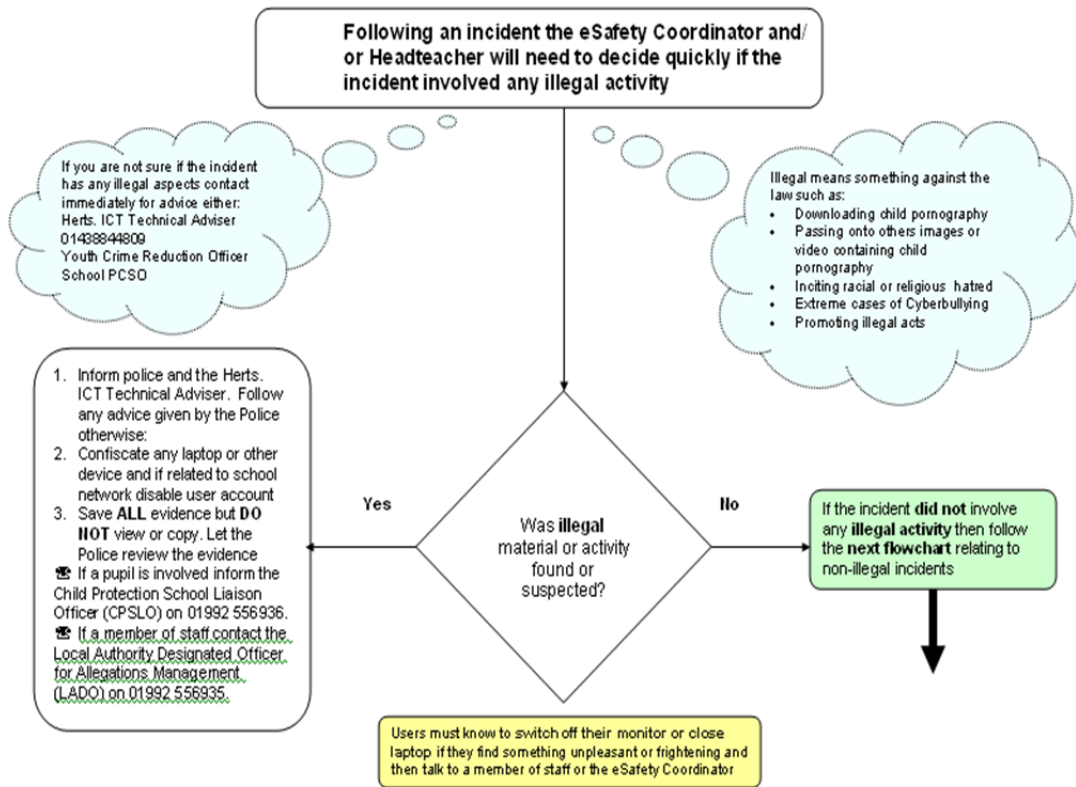 Following an incident the eSafety Coordinator and/
or Headteacher will need to decide quickly if the
incident involved any illegal activity
If you are not sure if the incident
has any illegal aspects contact
immediately for advice either:
Herts. ICT Technical Adviser
01438844809
Youth Crime Reduction Officer
School PCSO
Illegal means something against the
law such as:
• Downloading child pornography
• Passing onto others images or
video containing child
pornography
• Inciting racial or religious hatred
• Extreme cases of Cyberbullying
• Promoting illegal acts
1. Inform police and the Herts.
ICT Technical Adviser. Follow
any advice given by the Police
otherwise:
2. Confiscate any laptop or other
device and if related to school
network disable user account
3. Save ALL evidence but DO
NOT view or copy. Let the
Police review the evidence
☎ If a pupil is involved inform the
Child Protection School Liaison
Officer (CPSLO) on 01992 556936.
☎ If a member of staff contact the
Local Authority Designated Officer
for Allegations Management
(LADO) on 01992 556935.
Yes
Was illegal
material or activity
found or
suspected?
No
If the incident did not involve
any illegal activity then follow
the next flowchart relating to
non-illegal incidents
Users must know to switch off their monitor or close
laptop if they find something unpleasant or frightening and
then talk to a member of staff or the eSafety Coordinator